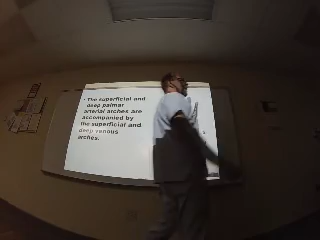 • The superficial and
deep palmar
arterial arches are
accompanied by
the superficial and
deep venous
arches.